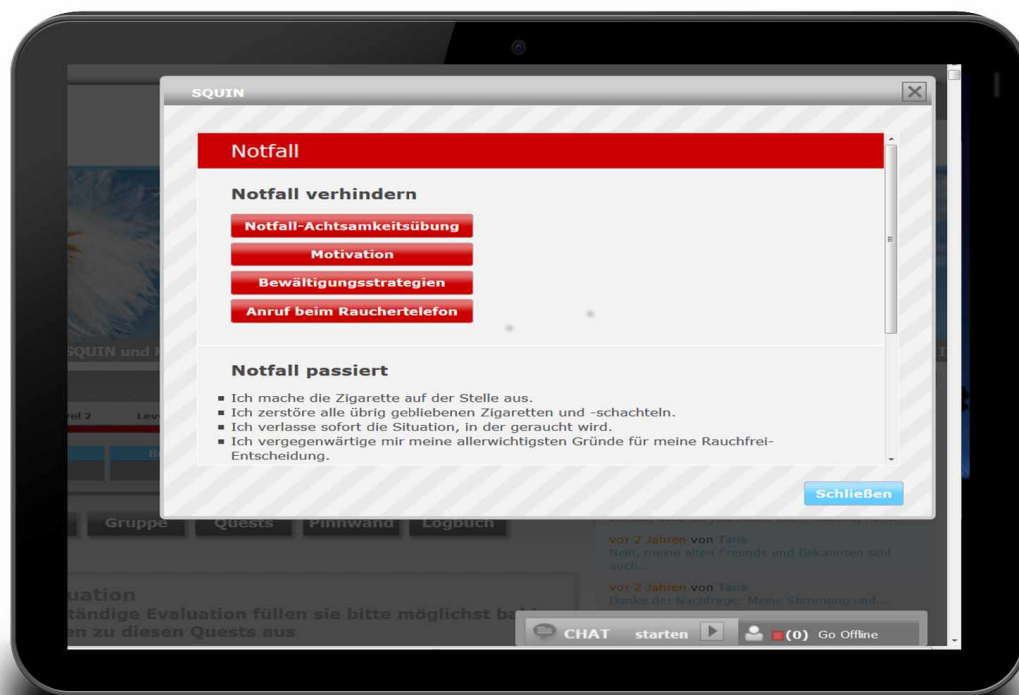 SQUIN
Notfall
Notfall verhindern
Notfall-Achtsamkeitsübung
Motivation
Bewältigungsstrategien
Anruf beim Rauchertelefon
Notfall passiert
Ich mache die Zigarette auf der Stelle aus.
Ich zerstöre alle übrig gebliebenen Zigaretten und -schachteln.
Ich verlasse sofort die Situation, in der geraucht wird.
Ich vergegenwärtige mir meine allerwichtigsten Gründe für meine Rauchfrei-
Entscheidung.
Schließen
SQUIN und
vel 2
Gruppe Quests Pinnwand Logbuch
vor 2 Jahren von Tana
Nein, meine alten Freunde und Bekannten sind
auch...
vor 2 Jahren von Tana
Danke der Nachfrage! Meine Stimmung und...
uation
tändige Evaluation füllen sie bitte möglichst
en zu diesen Quests aus
CHAT starten (0) Go Offline